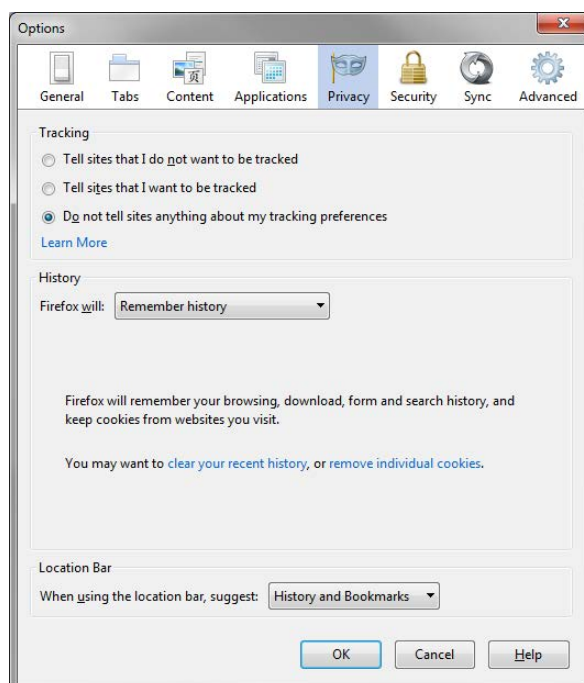 Options
General Tabs Content Applications Privacy Security Sync Advanced
Tracking
Tell sites that I do not want to be tracked
Tell sites that I want to be tracked
Do not tell sites anything about my tracking preferences
Learn More
History
Firefox will: Remember history
Firefox will remember your browsing, download, form and search history, and
keep cookies from websites you visit.
You may want to clear your recent history, or remove individual cookies.
Location Bar
When using the location bar, suggest: History and Bookmarks
OK Cancel Help